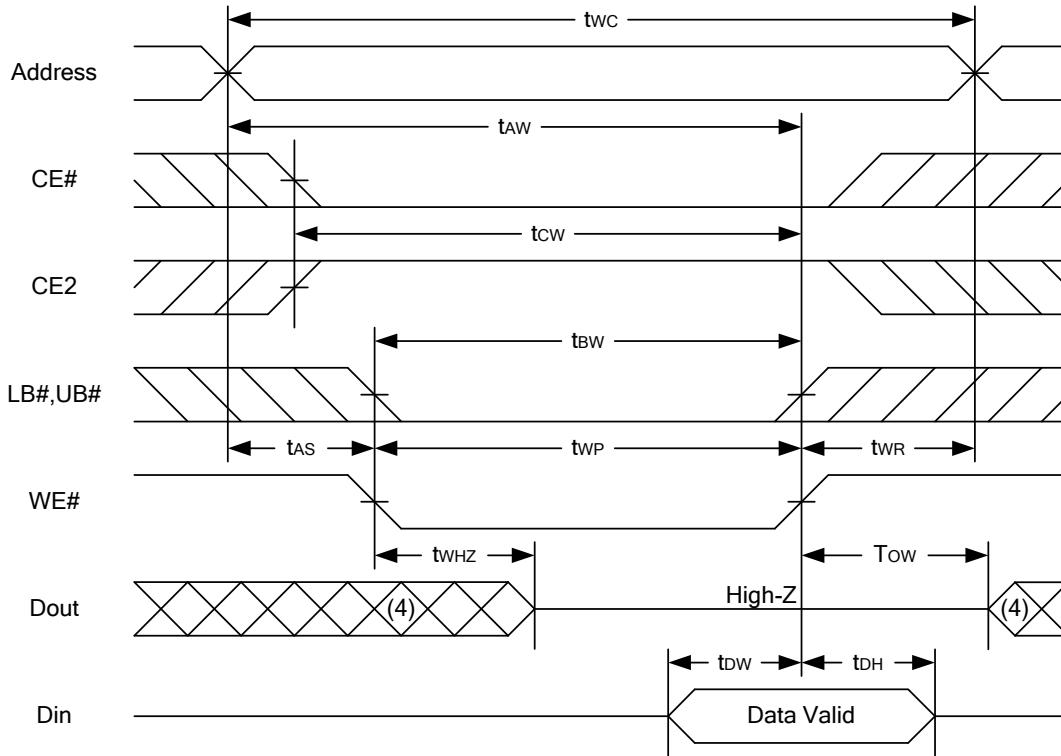 tWC
Address
tAW
CE#
tCW
CE2
tBW
LB#,UB#
tAS
tWP
tWR
WE#
tWHZ
TOW
Dout
(4)
High-Z
(4)
tDW
tDH
Din
Data Valid